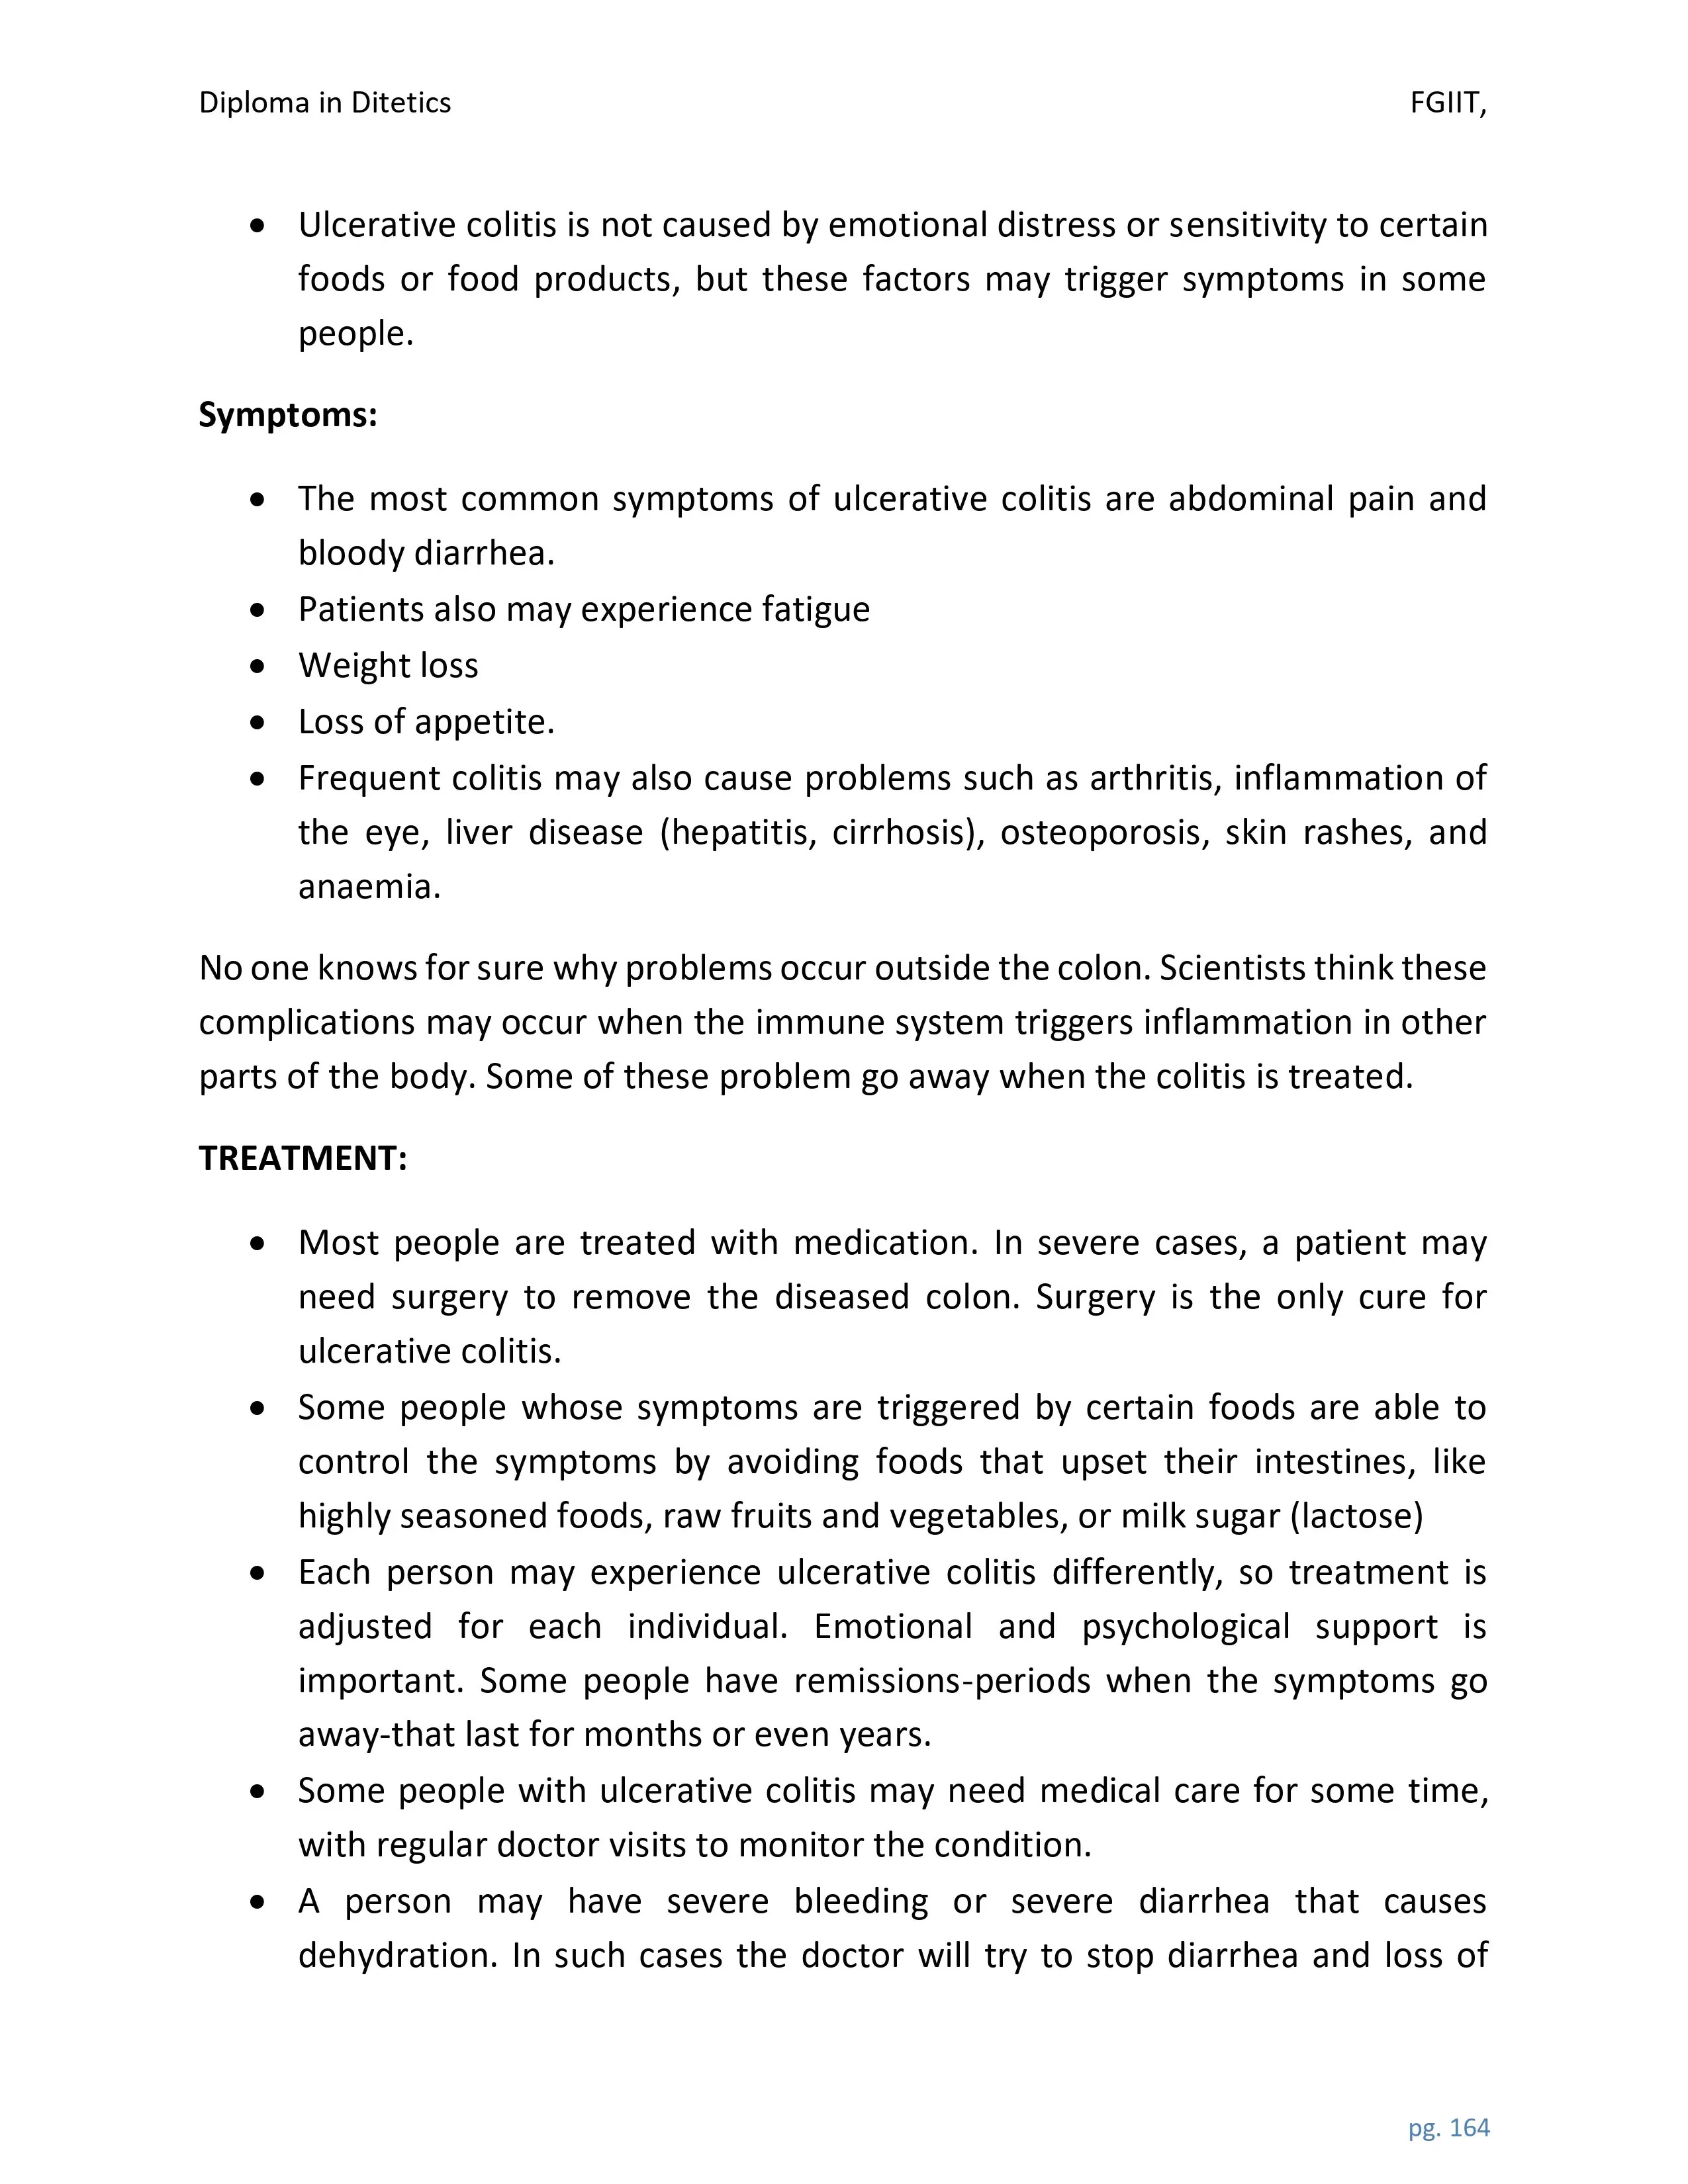 Diploma in Ditetics FGIIT,
• Ulcerative colitis is not caused by emotional distress or sensitivity to certain
foods or food products, but these factors may trigger symptoms in some
people.
Symptoms:
• The most common symptoms of ulcerative colitis are abdominal pain and
bloody diarrhea.
• Patients also may experience fatigue
• Weight loss
• Loss of appetite.
• Frequent colitis may also cause problems such as arthritis, inflammation of
the eye, liver disease (hepatitis, cirrhosis), osteoporosis, skin rashes, and
anaemia.
No one knows for sure why problems occur outside the colon. Scientists think these
complications may occur when the immune system triggers inflammation in other
parts of the body. Some of these problem go away when the colitis is treated.
TREATMENT:
• Most people are treated with medication. In severe cases, a patient may
need surgery to remove the diseased colon. Surgery is the only cure for
ulcerative colitis.
• Some people whose symptoms are triggered by certain foods are able to
control the symptoms by avoiding foods that upset their intestines, like
highly seasoned foods, raw fruits and vegetables, or milk sugar (lactose)
• Each person may experience ulcerative colitis differently, so treatment is
adjusted for each individual. Emotional and psychological support is
important. Some people have remissions-periods when the symptoms go
away-that last for months or even years.
• Some people with ulcerative colitis may need medical care for some time,
with regular doctor visits to monitor the condition.
• A person may have severe bleeding or severe diarrhea that causes
dehydration. In such cases the doctor will try to stop diarrhea and loss of
pg. 164